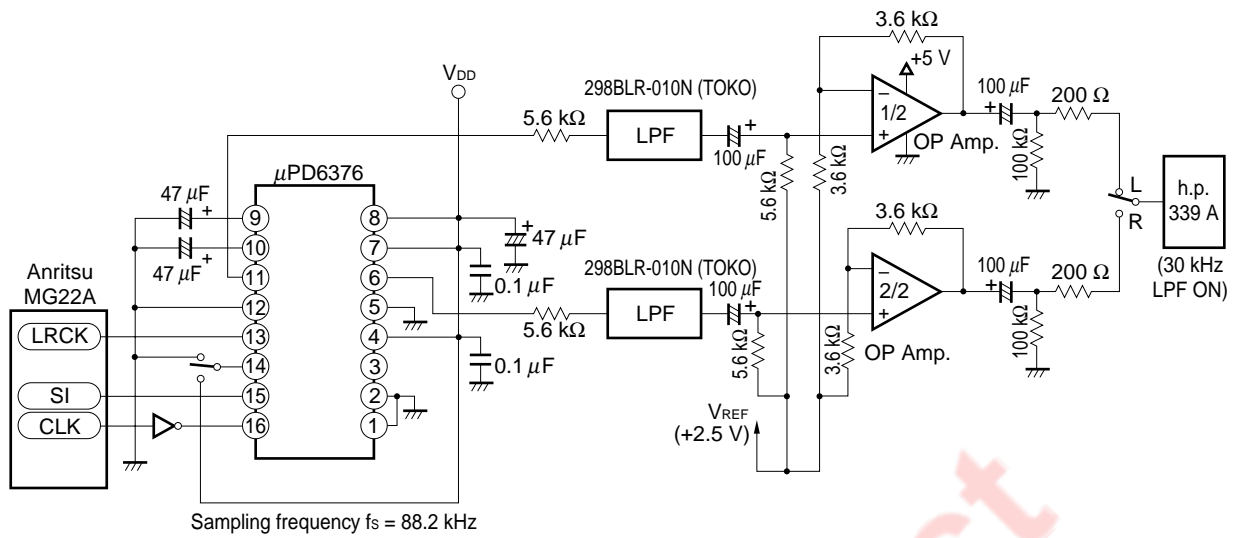 3.6 kΩ
+5 V
VDD
298BLR-010N (TOKO)
100 µF
200 Ω
5.6 kΩ
LPF
1/2
100 µF
OP Amp.
µPD6376
5.6 kΩ
3.6 kΩ
100 kΩ
47 µF
9
8
L
h.p.
339 A
3.6 kΩ
R
10
7
47 µF
47 µF
Anritsu
MG22A
11
6
0.1 µF
298BLR-010N (TOKO)
100 µF
2/2
100 µF
200 Ω
(30 kHz
LPF ON)
12
5
5.6 kΩ
LPF
LRCK
13
4
5.6 kΩ
3.6 kΩ
OP Amp.
100 kΩ
14
3
0.1 µF
SI
15
2
CLK
16
1
VREF
(+2.5 V)
Sampling frequency fs = 88.2 kHz